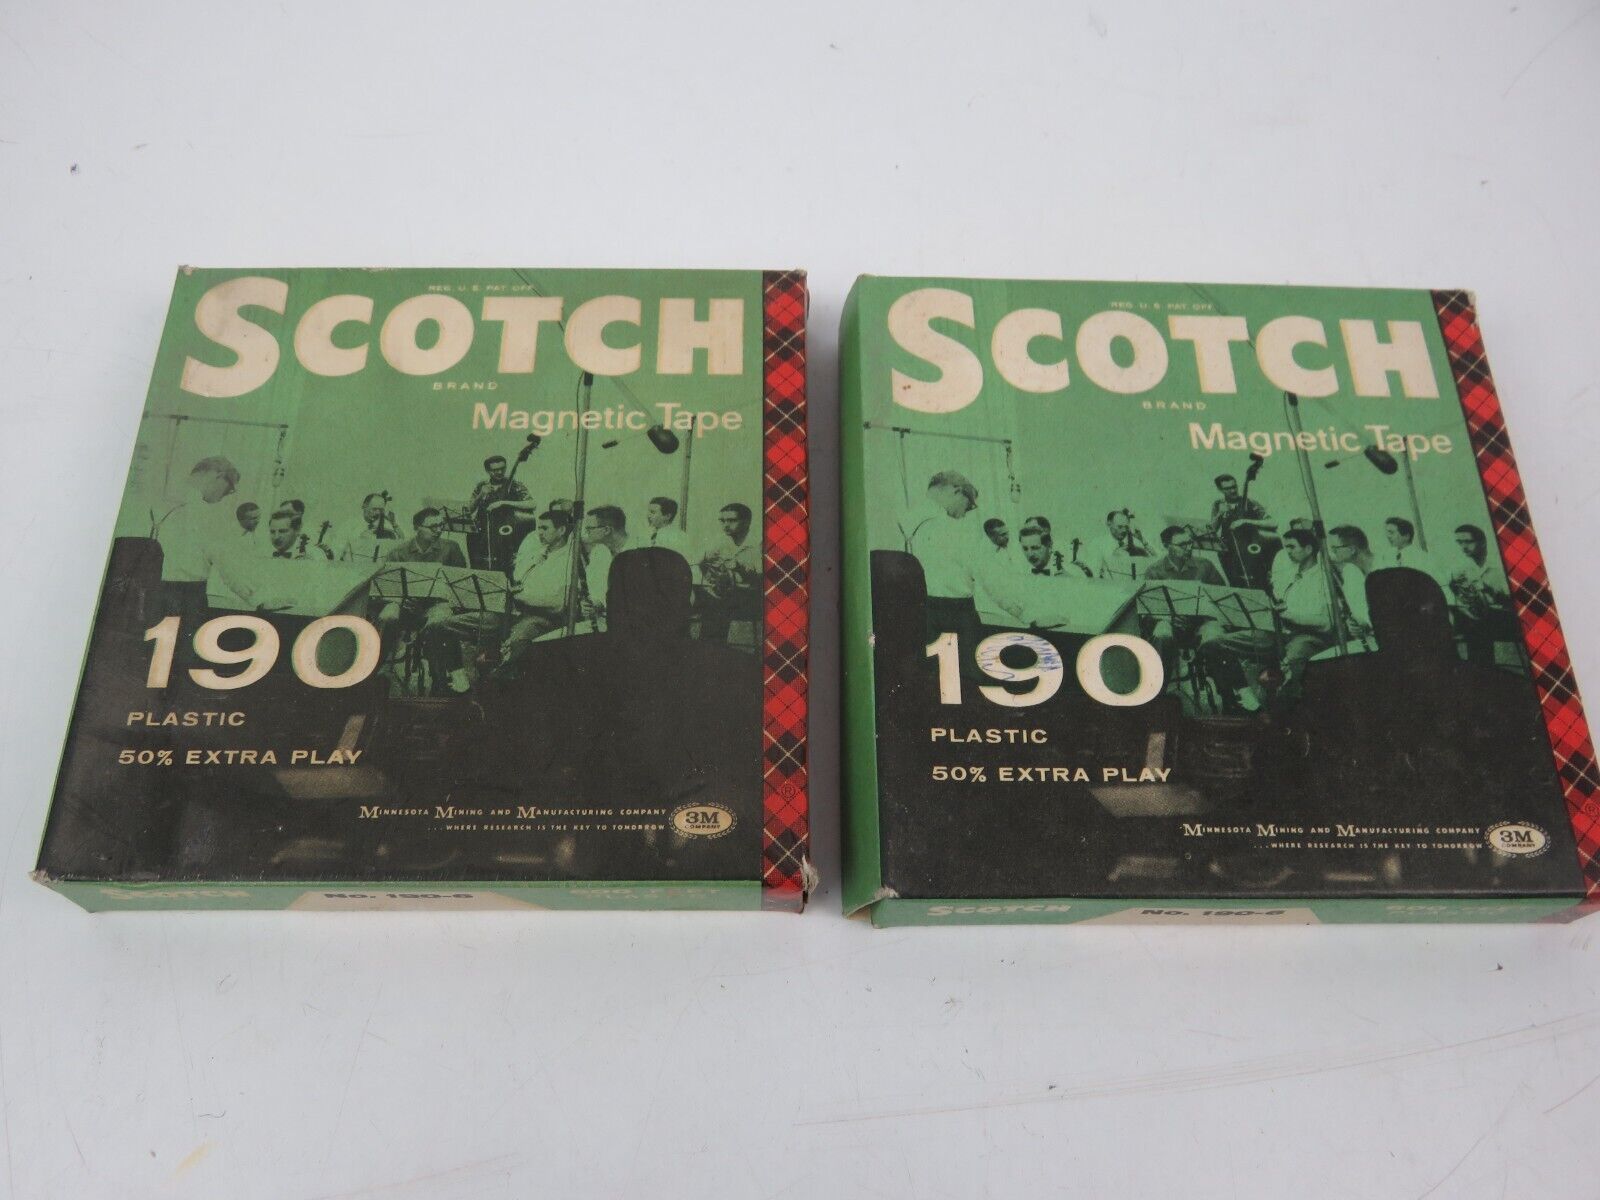 REG. U. S. PAT. OFF.
SCOTCH
BRAND
Magnetic Tape
190
PLASTIC
50% EXTRA PLAY
®
MINNESOTA MINING AND MANUFACTURING COMPANY
...WHERE RESEARCH IS THE KEY TO TOMORROW
3M
COMPANY
SCOTCH
No. 190-6
REG. U. S. PAT. OFF.
SCOTCH
BRAND
Magnetic Tape
190
PLASTIC
50% EXTRA PLAY
®
MINNESOTA MINING AND MANUFACTURING COMPANY
...WHERE RESEARCH IS THE KEY TO TOMORROW
3M
COMPANY
SCOTCH
No. 190-6